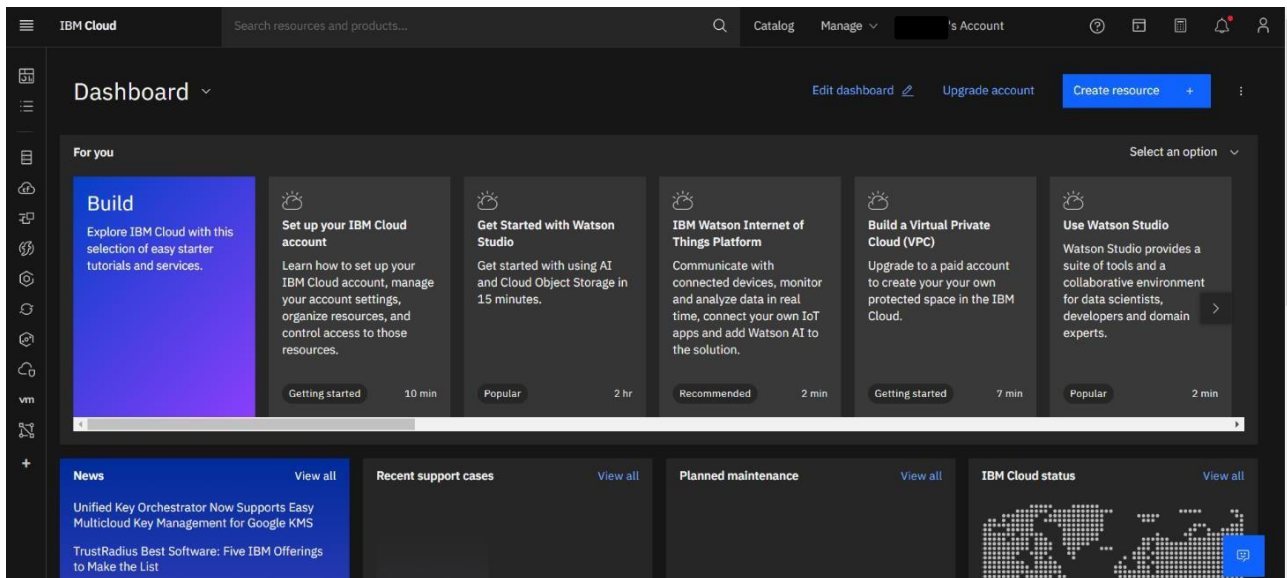 IBM Cloud
Search resources and products...
Catalog
Manage
's Account
Dashboard
Edit dashboard
Upgrade account
Create resource +
For you
Select an option
Build
Explore IBM Cloud with this
selection of easy starter
tutorials and services.
Set up your IBM Cloud
account
Learn how to set up your
IBM Cloud account, manage
your account settings,
organize resources, and
control access to those
resources.
Getting started
10 min
Get Started with Watson
Studio
Get started with using AI
and Cloud Object Storage in
15 minutes.
Popular
2 hr
IBM Watson Internet of
Things Platform
Communicate with
connected devices, monitor
and analyze data in real
time, connect your own IoT
apps and add Watson AI to
the solution.
Recommended
2 min
Build a Virtual Private
Cloud (VPC)
Upgrade to a paid account
to create your your own
protected space in the IBM
Cloud.
Getting started
7 min
Use Watson Studio
Watson Studio provides a
suite of tools and a
collaborative environment
for data scientists,
developers and domain
experts.
Popular
2 min
vm
News
View all
Unified Key Orchestrator Now Supports Easy
Multicloud Key Management for Google KMS
TrustRadius Best Software: Five IBM Offerings
to Make the List
Recent support cases
View all
Planned maintenance
View all
IBM Cloud status
View all